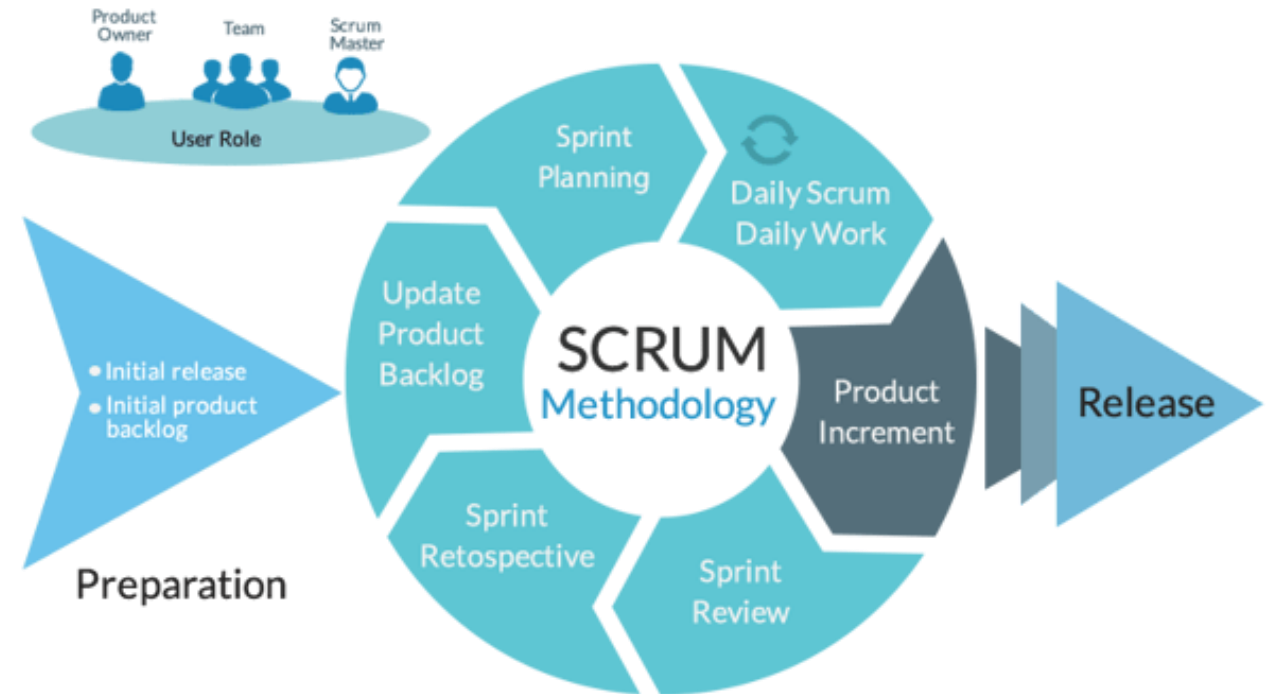 Product
Owner
Team
Scrum
Master
User Role
Sprint
Planning
Daily Scrum
Daily Work
Update
Product
Backlog
SCRUM
Methodology
Product
Increment
Release
• Initial release
• Initial product
backlog
Preparation
Sprint
Retospective
Sprint
Review